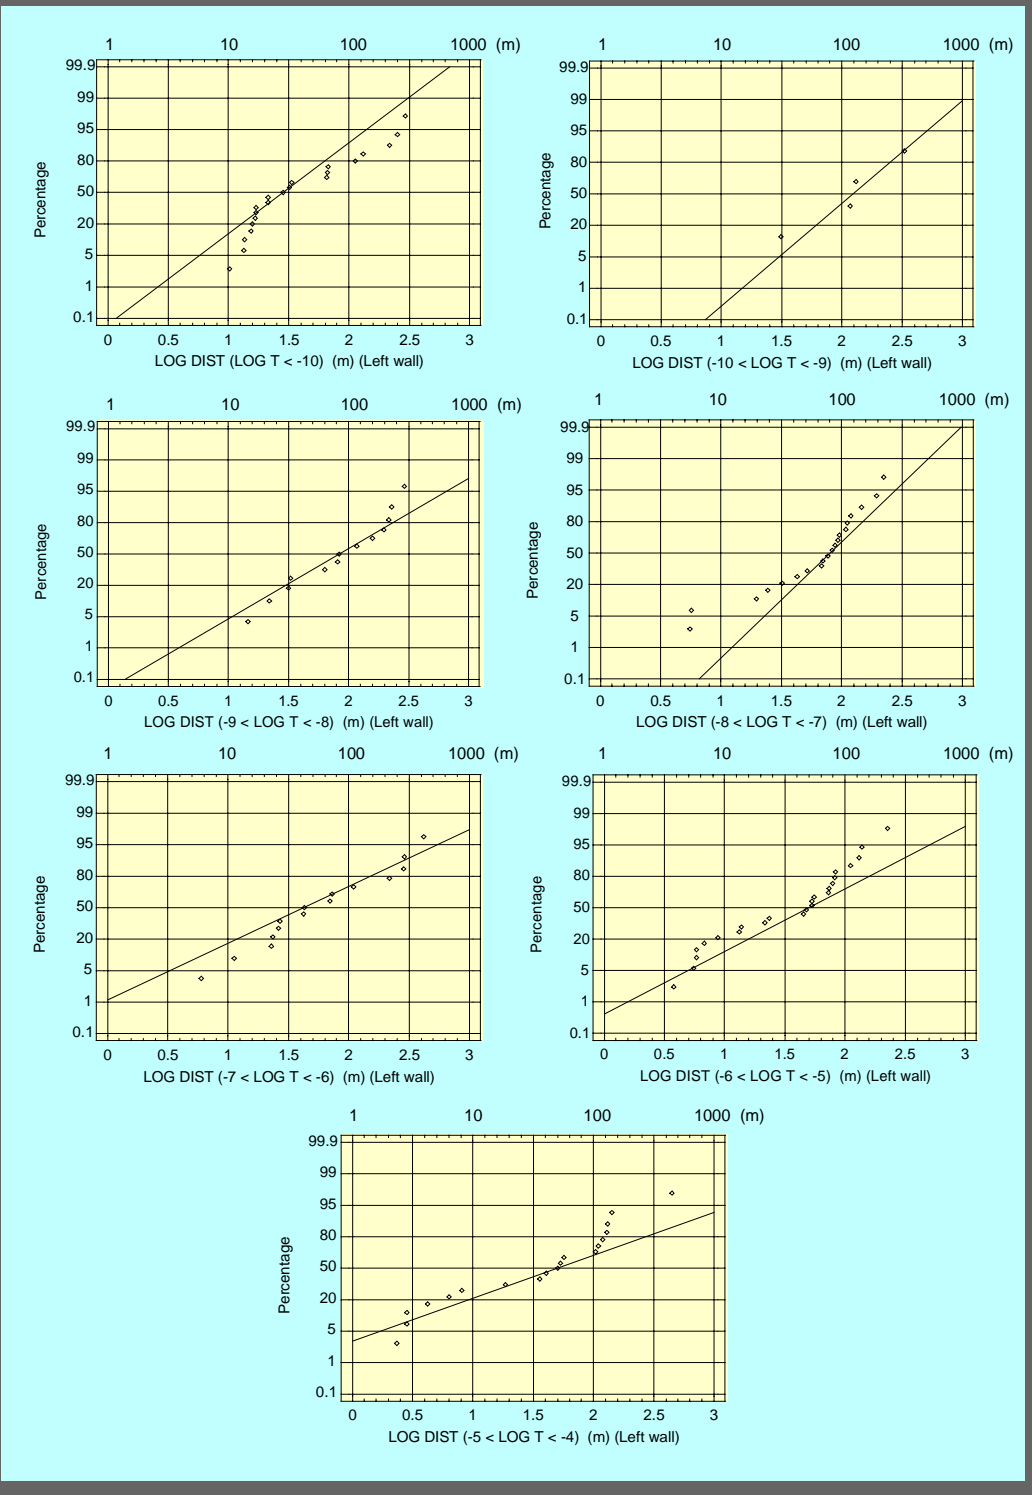 1 10 100 1000 (m)
99.9
99
95
80
50
20
5
1
0.1
Percentage
0 0.5 1 1.5 2 2.5 3
LOG DIST (LOG T < -10) (m) (Left wall)
1 10 100 1000 (m)
99.9
99
95
80
50
20
5
1
0.1
Percentage
0 0.5 1 1.5 2 2.5 3
LOG DIST (-10 < LOG T < -9) (m) (Left wall)
1 10 100 1000 (m)
99.9
99
95
80
50
20
5
1
0.1
Percentage
0 0.5 1 1.5 2 2.5 3
LOG DIST (-9 < LOG T < -8) (m) (Left wall)
1 10 100 1000 (m)
99.9
99
95
80
50
20
5
1
0.1
Percentage
0 0.5 1 1.5 2 2.5 3
LOG DIST (-8 < LOG T < -7) (m) (Left wall)
1 10 100 1000 (m)
99.9
99
95
80
50
20
5
1
0.1
Percentage
0 0.5 1 1.5 2 2.5 3
LOG DIST (-7 < LOG T < -6) (m) (Left wall)
1 10 100 1000 (m)
99.9
99
95
80
50
20
5
1
0.1
Percentage
0 0.5 1 1.5 2 2.5 3
LOG DIST (-6 < LOG T < -5) (m) (Left wall)
1 10 100 1000 (m)
99.9
99
95
80
50
20
5
1
0.1
Percentage
0 0.5 1 1.5 2 2.5 3
LOG DIST (-5 < LOG T < -4) (m) (Left wall)